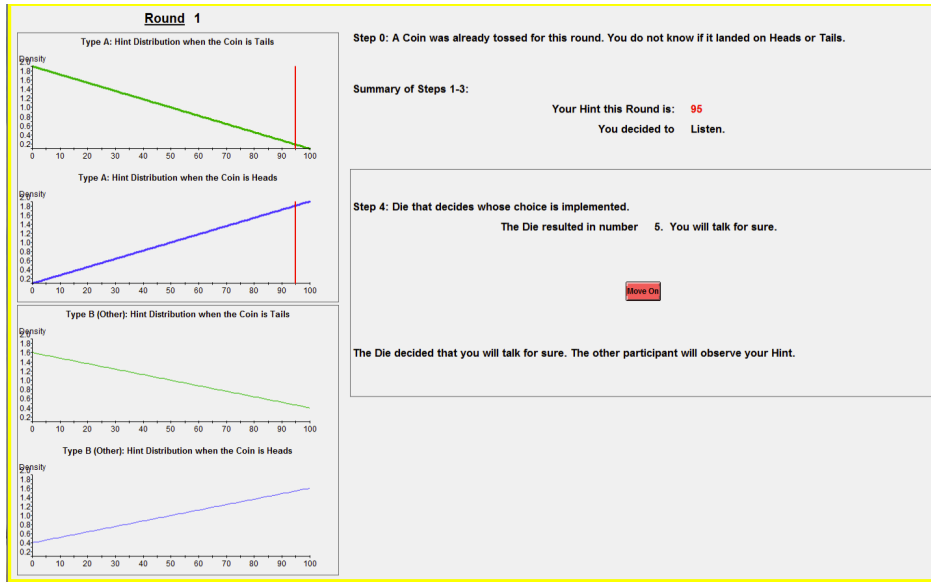 Round 1
Type A: Hint Distribution when the Coin is Tails
Density
2.0
1.8
1.6
1.4
1.2
1.0
0.8
0.6
0.4
0.2
0 10 20 30 40 50 60 70 80 90 100
Type A: Hint Distribution when the Coin is Heads
Density
2.0
1.8
1.6
1.4
1.2
1.0
0.8
0.6
0.4
0.2
0 10 20 30 40 50 60 70 80 90 100
Type B (Other): Hint Distribution when the Coin is Tails
Density
2.0
1.8
1.6
1.4
1.2
1.0
0.8
0.6
0.4
0.2
0 10 20 30 40 50 60 70 80 90 100
Type B (Other): Hint Distribution when the Coin is Heads
Density
2.0
1.8
1.6
1.4
1.2
1.0
0.8
0.6
0.4
0.2
0 10 20 30 40 50 60 70 80 90 100
Step 0: A Coin was already tossed for this round. You do not know if it landed on Heads or Tails.
Summary of Steps 1-3:
Your Hint this Round is: 95
You decided to Listen.
Step 4: Die that decides whose choice is implemented.
The Die resulted in number 5. You will talk for sure.
Move On
The Die decided that you will talk for sure. The other participant will observe your Hint.